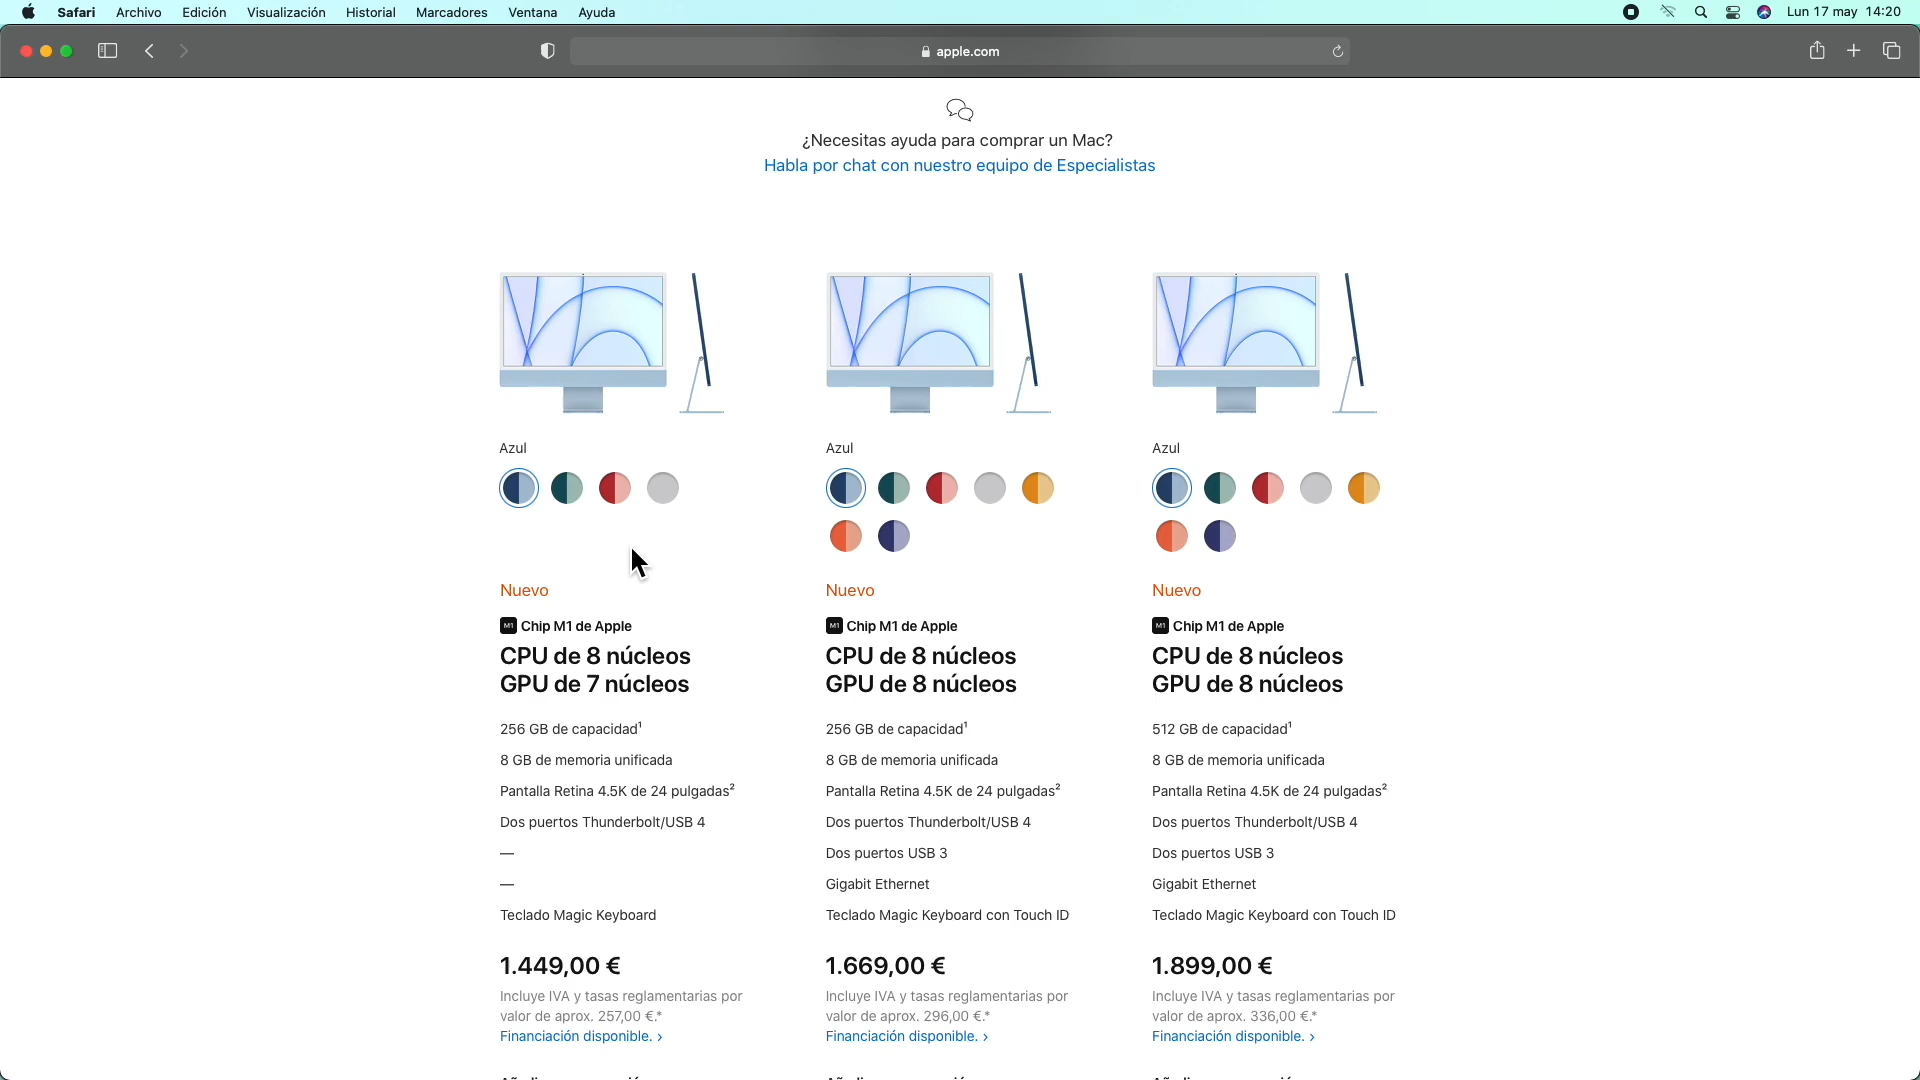 Safari Archivo Edición Visualización Historial Marcadores Ventana Ayuda Lun 17 may 14:20
apple.com
¿Necesitas ayuda para comprar un Mac?
Habla por chat con nuestro equipo de Especialistas
Azul
Nuevo
Chip M1 de Apple
CPU de 8 núcleos
GPU de 7 núcleos
256 GB de capacidad¹
8 GB de memoria unificada
Pantalla Retina 4.5K de 24 pulgadas²
Dos puertos Thunderbolt/USB 4
—
—
Teclado Magic Keyboard
1.449,00 €
Incluye IVA y tasas reglamentarias por
valor de aprox. 257,00 €.*
Financiación disponible. >
Azul
Nuevo
Chip M1 de Apple
CPU de 8 núcleos
GPU de 8 núcleos
256 GB de capacidad¹
8 GB de memoria unificada
Pantalla Retina 4.5K de 24 pulgadas²
Dos puertos Thunderbolt/USB 4
Dos puertos USB 3
Gigabit Ethernet
Teclado Magic Keyboard con Touch ID
1.669,00 €
Incluye IVA y tasas reglamentarias por
valor de aprox. 296,00 €.*
Financiación disponible. >
Azul
Nuevo
Chip M1 de Apple
CPU de 8 núcleos
GPU de 8 núcleos
512 GB de capacidad¹
8 GB de memoria unificada
Pantalla Retina 4.5K de 24 pulgadas²
Dos puertos Thunderbolt/USB 4
Dos puertos USB 3
Gigabit Ethernet
Teclado Magic Keyboard con Touch ID
1.899,00 €
Incluye IVA y tasas reglamentarias por
valor de aprox. 336,00 €.*
Financiación disponible. >